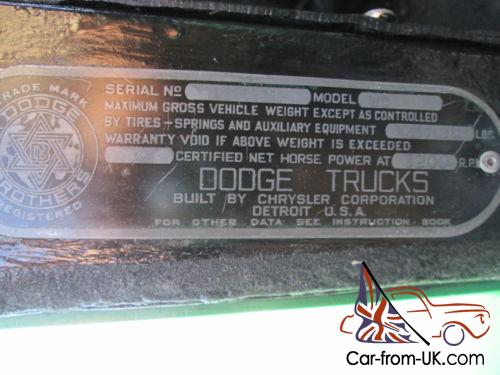 TRADE MARK
DODGE
DB
BROTHERS
REGISTERED
SERIAL No MODEL
MAXIMUM GROSS VEHICLE WEIGHT EXCEPT AS CONTROLLED
BY TIRES-SPRINGS AND AUXILIARY EQUIPMENT LBS.
WARRANTY VOID IF ABOVE WEIGHT IS EXCEEDED
CERTIFIED NET HORSE POWER AT R.P.M.
DODGE TRUCKS
BUILT BY CHRYSLER CORPORATION
DETROIT U.S.A.
FOR OTHER DATA SEE INSTRUCTION BOOK
Car-from-UK.com